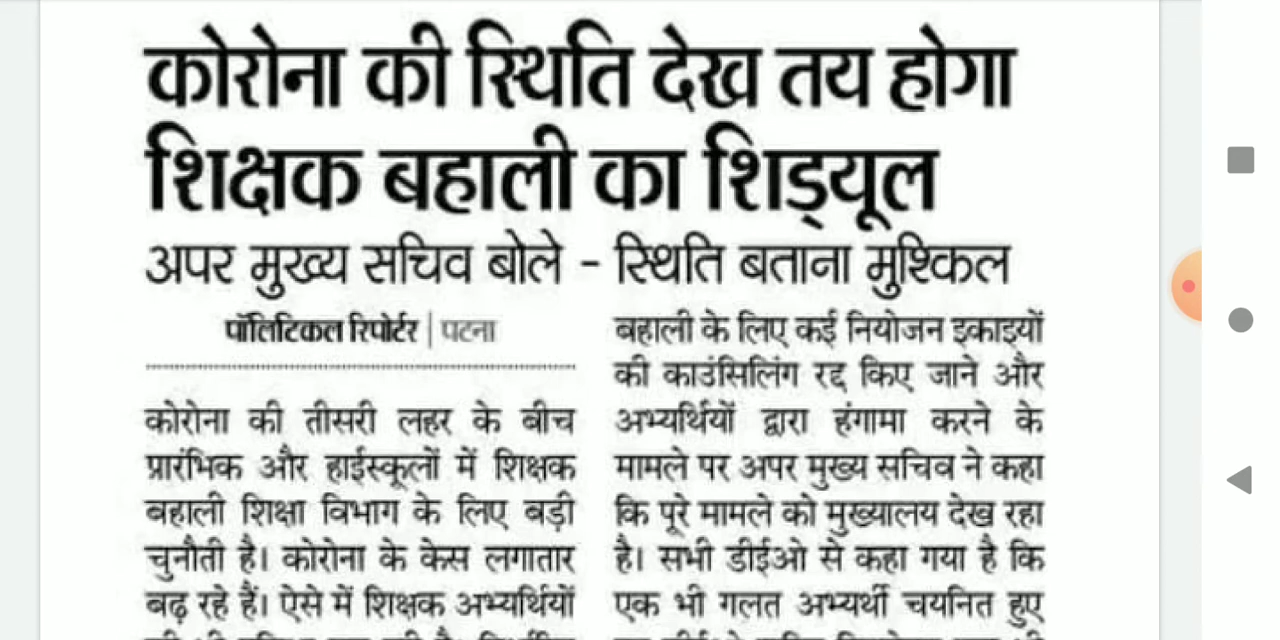 कोरोना की स्थिति देख तय होगा
शिक्षक बहाली का शिड्यूल
अपर मुख्य सचिव बोले - स्थिति बताना मुश्किल
पॉलिटिकल रिपोर्टर | पटना
कोरोना की तीसरी लहर के बीच
प्रारंभिक और हाईस्कूलों में शिक्षक
बहाली शिक्षा विभाग के लिए बड़ी
चुनौती है। कोरोना के केस लगातार
बढ़ रहे हैं। ऐसे में शिक्षक अभ्यर्थियों
बहाली के लिए कई नियोजन इकाइयों
की काउंसिलिंग रद्द किए जाने और
अभ्यर्थियों द्वारा हंगामा करने के
मामले पर अपर मुख्य सचिव ने कहा
कि पूरे मामले को मुख्यालय देख रहा
है। सभी डीईओ से कहा गया है कि
एक भी गलत अभ्यर्थी चयनित हुए